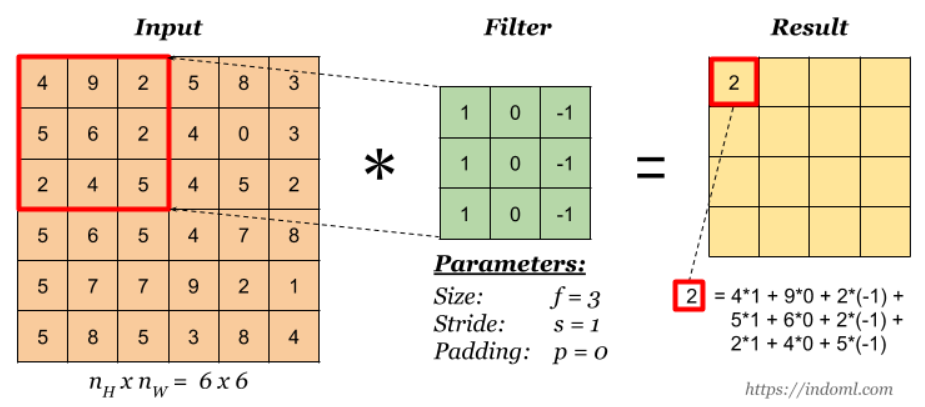 Input Filter Result
4 9 2 5 8 3
5 6 2 4 0 3
2 4 5 4 5 2
5 6 5 4 7 8
5 7 7 9 2 1
5 8 5 3 8 4
n_H x n_W = 6 x 6
*
1 0 -1
1 0 -1
1 0 -1
Parameters:
Size: f = 3
Stride: s = 1
Padding: p = 0
=
2
2 = 4*1 + 9*0 + 2*(-1) +
5*1 + 6*0 + 2*(-1) +
2*1 + 4*0 + 5*(-1)
https://indoml.com